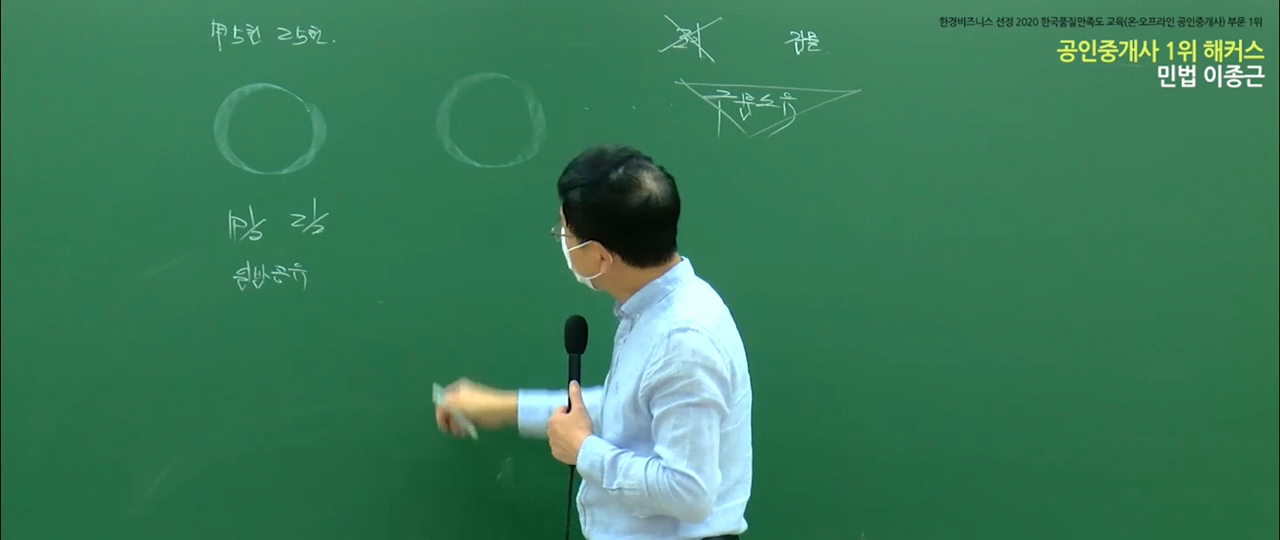 한경비즈니스 선정 2020 한국품질만족도 교육(온·오프라인 공인중개사) 부문 1위
공인중개사 1위 해커스
민법 이종근
甲5천 乙5천.
건물.
구분소유
甲1/2 乙1/2
일반공유